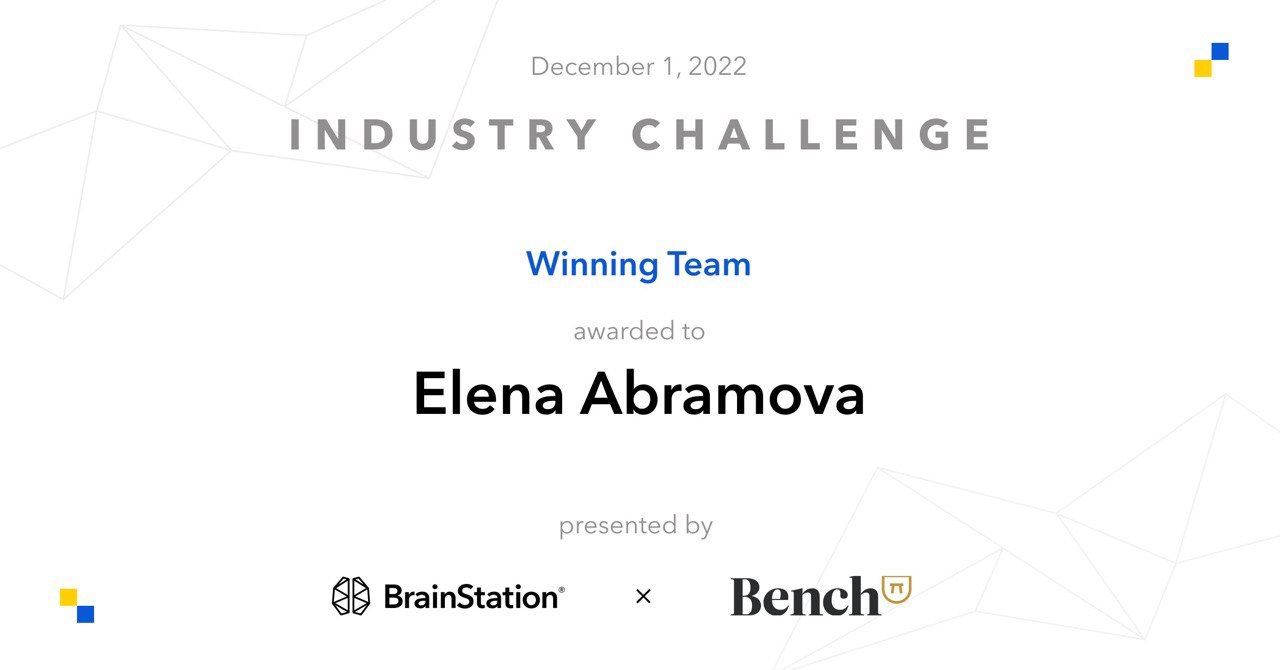 December 1, 2022
INDUSTRY CHALLENGE
Winning Team
awarded to
Elena Abramova
presented by
BrainStation® × Bench